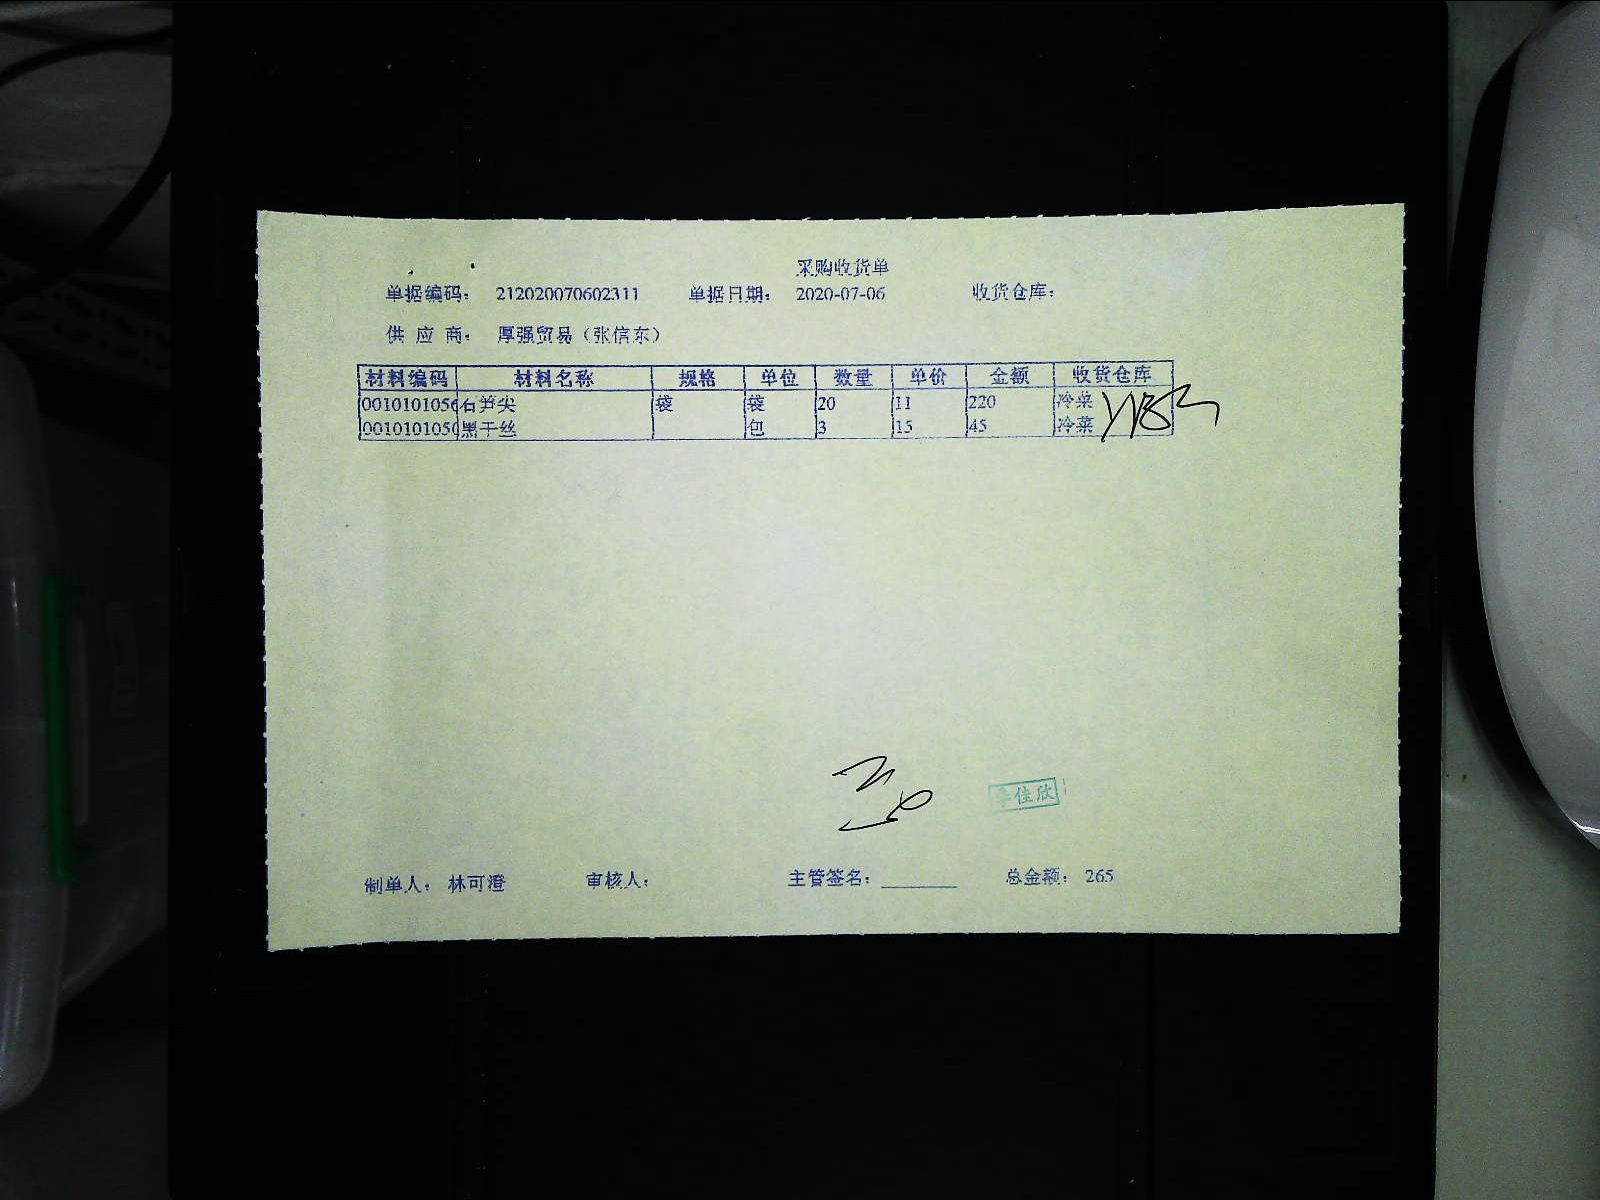 采购收货单
单据编码： 212020070602311 单据日期： 2020-07-06 收货仓库：
供 应 商： 厚强贸易（张信东）
材料编码 材料名称 规格 单位 数量 单价 金额 收货仓库
0010101056 石笋尖 袋 袋 20 11 220 冷菜
0010101050 黑干丝 包 3 15 45 冷菜
佳欣
制单人： 林可澄 审核人： 主管签名： 总金额： 265